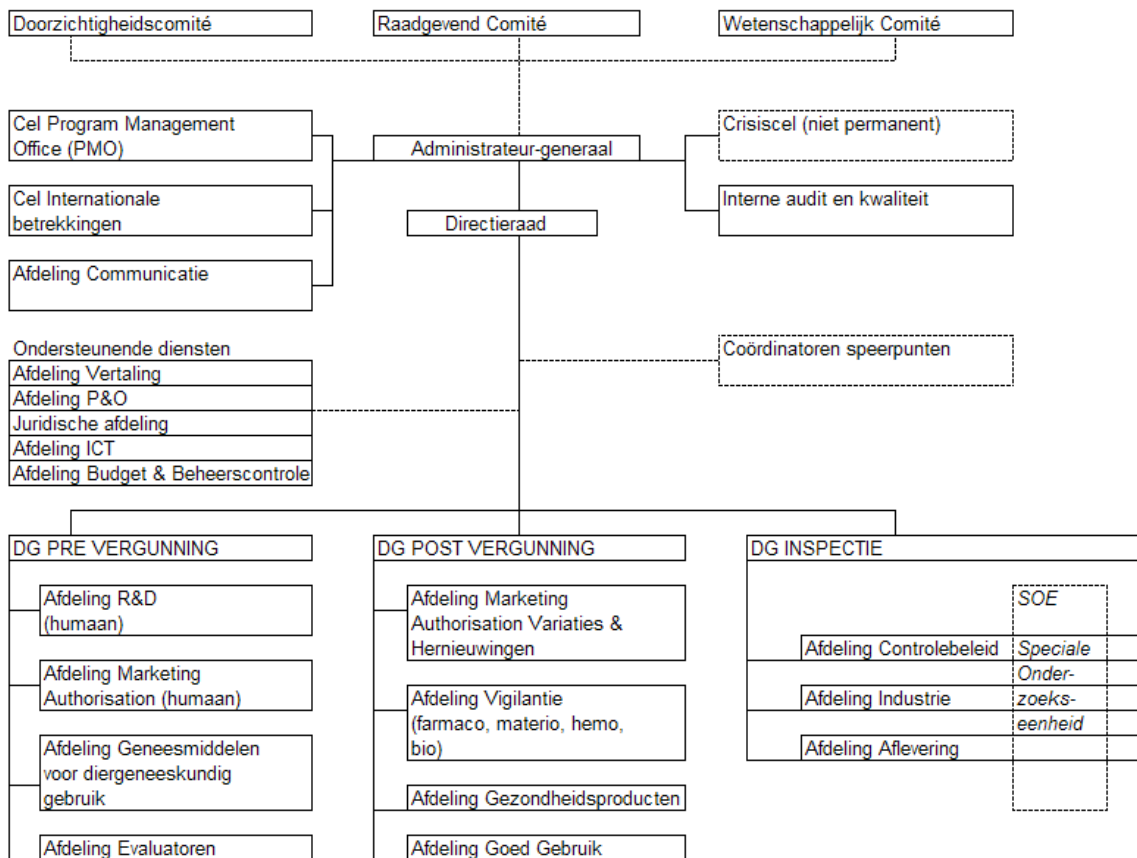 Doorzichtigheidscomité
Raadgevend Comité
Wetenschappelijk Comité
Cel Program Management
Office (PMO)
Administrateur-generaal
Crisiscel (niet permanent)
Cel Internationale
betrekkingen
Directieraad
Interne audit en kwaliteit
Afdeling Communicatie
Ondersteunende diensten
Afdeling Vertaling
Afdeling P&O
Juridische afdeling
Afdeling ICT
Afdeling Budget & Beheerscontrole
Coördinatoren speerpunten
DG PRE VERGUNNING
Afdeling R&D
(humaan)
Afdeling Marketing
Authorisation (humaan)
Afdeling Geneesmiddelen
voor diergeneeskundig
gebruik
Afdeling Evaluatoren
DG POST VERGUNNING
Afdeling Marketing
Authorisation Variaties &
Hernieuwingen
Afdeling Vigilantie
(farmaco, materio, hemo,
bio)
Afdeling Gezondheidsproducten
Afdeling Goed Gebruik
DG INSPECTIE
Afdeling Controlebeleid
Afdeling Industrie
Afdeling Aflevering
SOE
Speciale
Onder-
zoeks-
eenheid